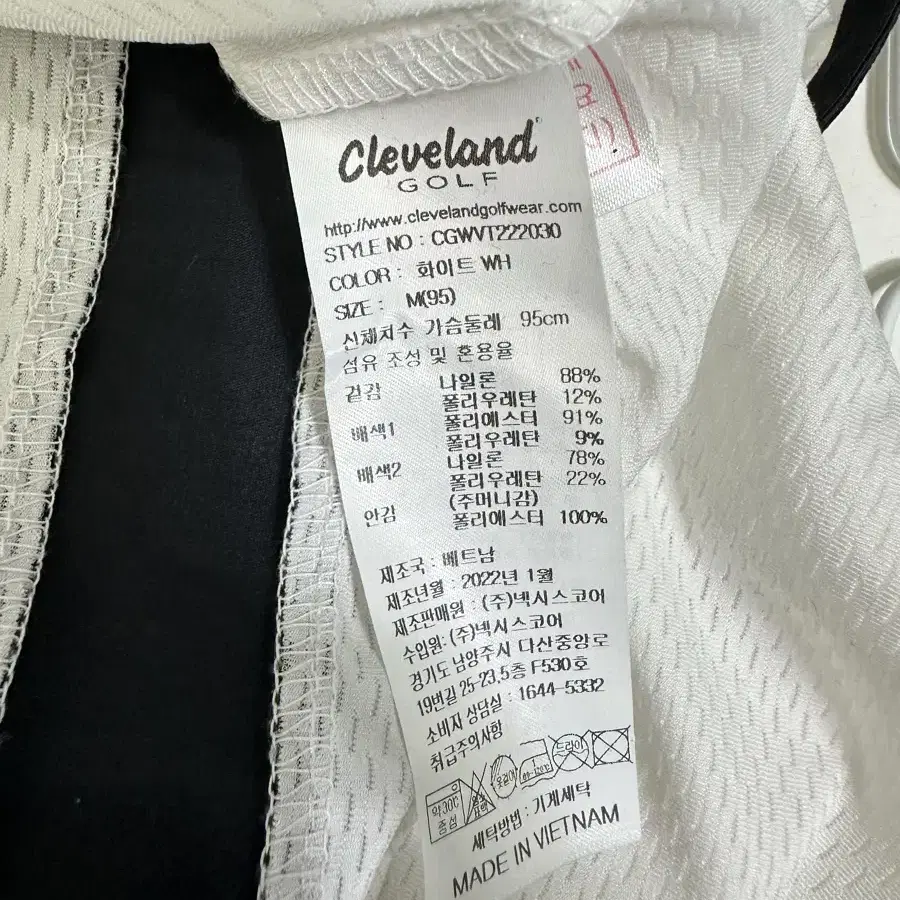 Cleveland
GOLF
http://www.clevelandgolfwear.com
STYLE NO : CGWVT222030
COLOR : 화이트 WH
SIZE : M(95)
신체치수 가슴둘레 95cm
섬유 조성 및 혼용율
겉감 나일론 88%
폴리우레탄 12%
배색1 폴리에스터 91%
폴리우레탄 9%
배색2 나일론 78%
폴리우레탄 22%
(주머니감)
안감 폴리에스터 100%
제조국 : 베트남
제조년월 : 2022년 1월
제조판매원 : (주)넥시스코어
수입원: (주)넥시스코어
경기도 남양주시 다산중앙로
19번길 25-23,5층 F530호
소비자 상담실 : 1644-5332
취급주의사항
약30℃
중성
옷걸이
드라이
세탁방법 : 기계세탁
MADE IN VIETNAM